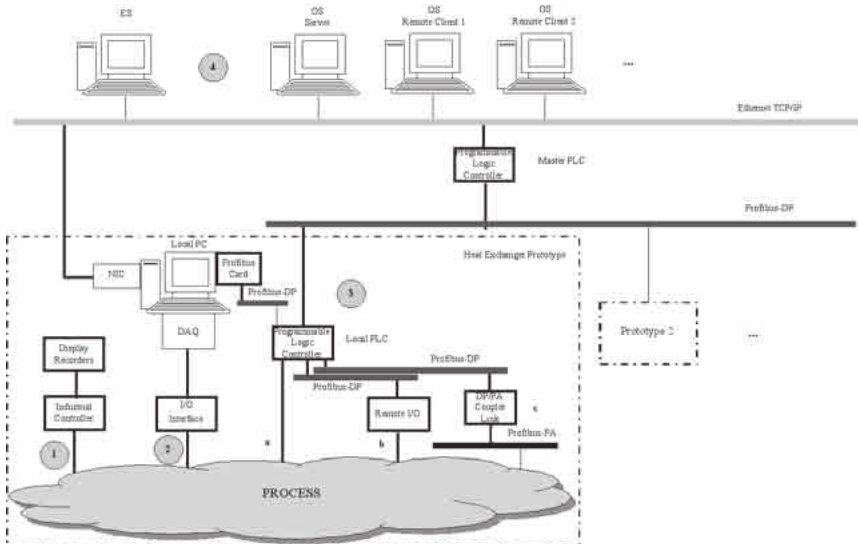 ES
OS
Server
OS
Remote Client 1
OS
Remote Client 2
...
4
Ethernet TCP/IP
Programmable
Logic
Controller
Master PLC
Profibus-DP
Local PC
Heat Exchanger Prototype
NIC
Profibus
Card
Profibus-DP
3
DAQ
Programmable
Logic
Controller
Local PLC
Prototype 2
...
Display
Recorders
Profibus-DP
Profibus-DP
Industrial
Controller
I/O
Interface
Remote I/O
DP/PA
Coupler
Link
c
Profibus-PA
1
2
a
b
PROCESS